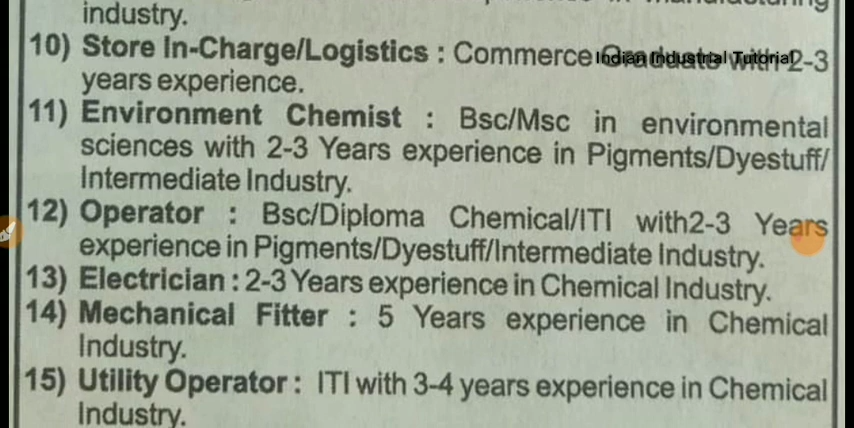 industry.
10) Store In-Charge/Logistics : Commerce Graduate with 2-3
Indian Industrial Tutorial
years experience.
11) Environment Chemist : Bsc/Msc in environmental
sciences with 2-3 Years experience in Pigments/Dyestuff/
Intermediate Industry.
12) Operator : Bsc/Diploma Chemical/ITI with2-3 Years
experience in Pigments/Dyestuff/Intermediate Industry.
13) Electrician : 2-3 Years experience in Chemical Industry.
14) Mechanical Fitter : 5 Years experience in Chemical
Industry.
15) Utility Operator : ITI with 3-4 years experience in Chemical
Industry.